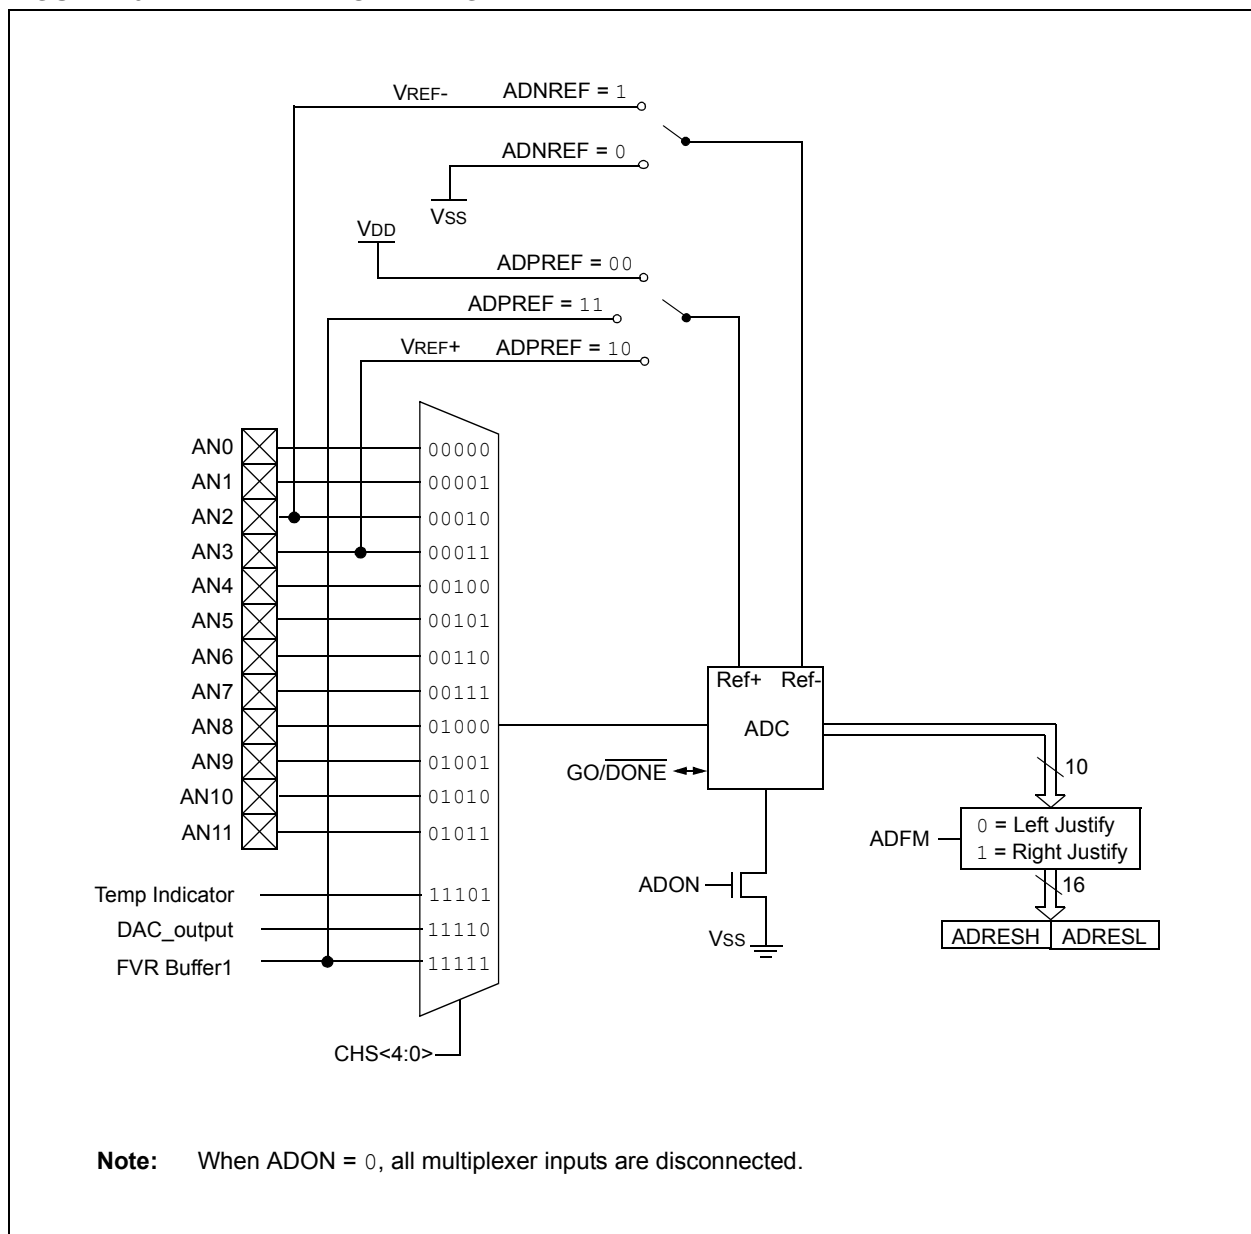 VREF- ADNREF = 1
ADNREF = 0
VSS
VDD
ADPREF = 00
ADPREF = 11
VREF+ ADPREF = 10
AN0 00000
AN1 00001
AN2 00010
AN3 00011
AN4 00100
AN5 00101
AN6 00110
AN7 00111
AN8 01000
AN9 01001
AN10 01010
AN11 01011
Temp Indicator 11101
DAC_output 11110
FVR Buffer1 11111
CHS<4:0>
Ref+ Ref-
ADC
GO/DONE
ADON
VSS
10
ADFM
0 = Left Justify
1 = Right Justify
16
ADRESH ADRESL
Note: When ADON = 0, all multiplexer inputs are disconnected.